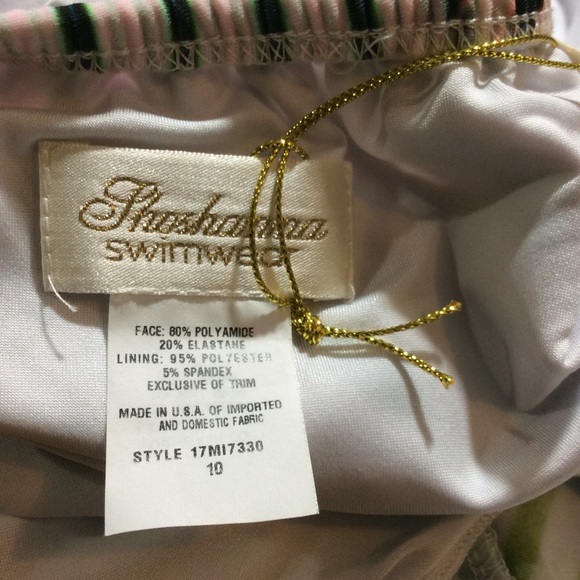 Shoshanna
swimwear
FACE: 80% POLYAMIDE
20% ELASTANE
LINING: 95% POLYESTER
5% SPANDEX
EXCLUSIVE OF TRIM
MADE IN U.S.A. OF IMPORTED
AND DOMESTIC FABRIC
STYLE 17MI7330
10